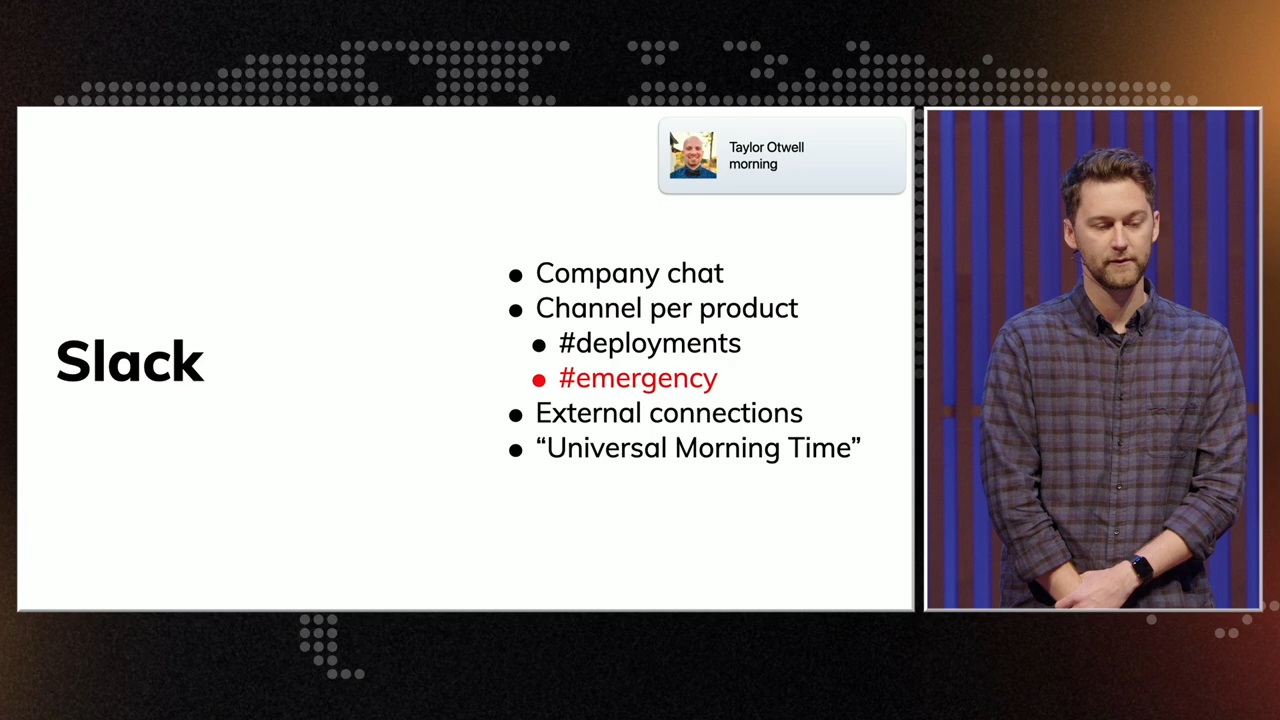 Taylor Otwell
morning
Slack
• Company chat
• Channel per product
• #deployments
• #emergency
• External connections
• “Universal Morning Time”